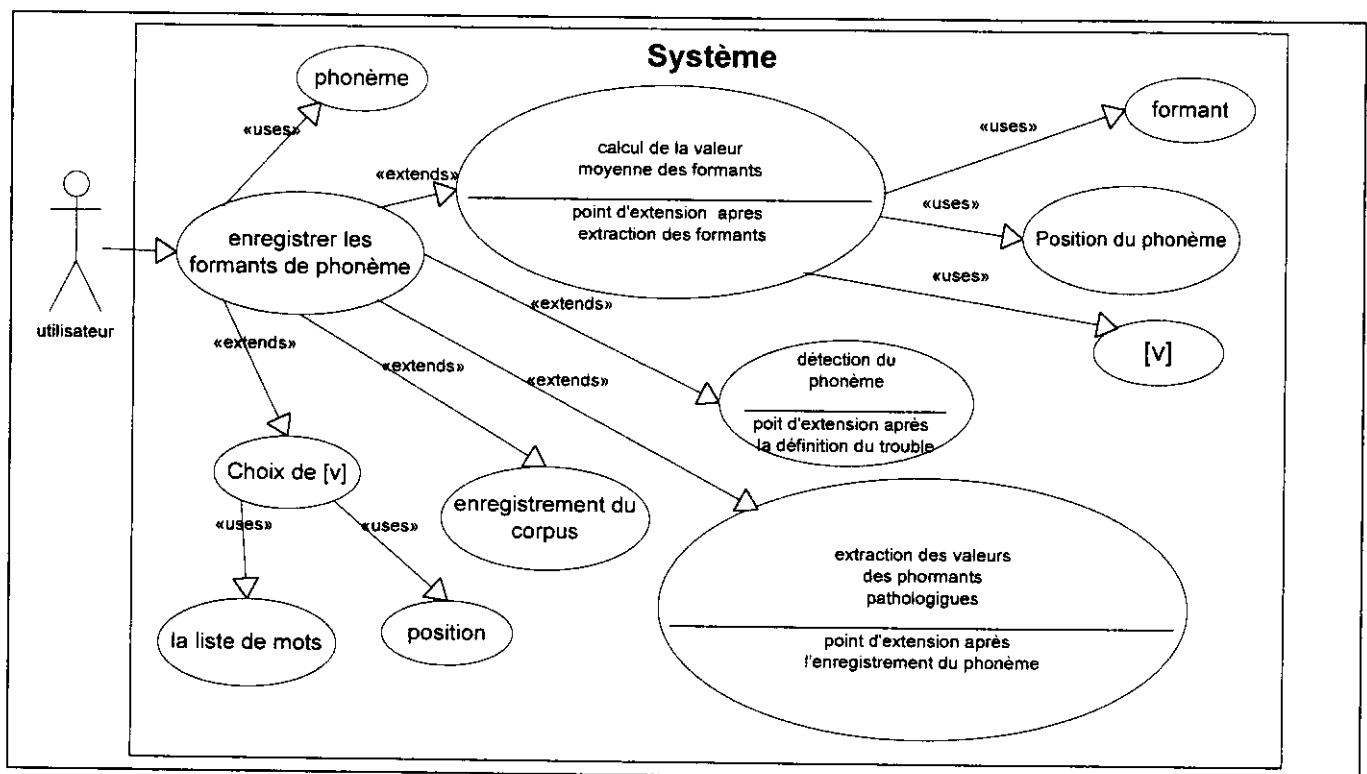 Système
phonème
«uses»
formant
«uses»
calcul de la valeur
moyenne des formants
«extends»
point d'extension apres
extraction des formants
«uses»
Position du phonème
enregistrer les
formants de phonème
utilisateur
«uses»
[v]
«extends»
«extends»
«extends»
«extends»
détection du
phonème
poit d'extension après
la définition du trouble
Choix de [v]
enregistrement du
corpus
«uses»
«uses»
extraction des valeurs
des phormants
pathologigues
la liste de mots
position
point d'extension après
l'enregistrement du phonème